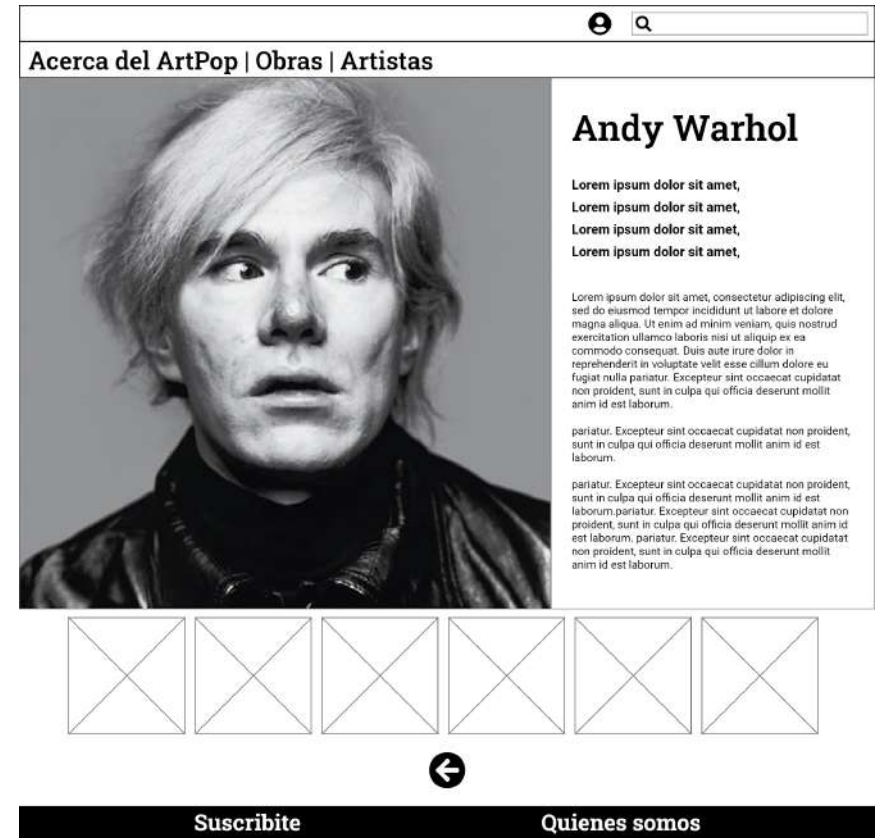 Acerca del ArtPop | Obras | Artistas
Andy Warhol
Lorem ipsum dolor sit amet,
Lorem ipsum dolor sit amet,
Lorem ipsum dolor sit amet,
Lorem ipsum dolor sit amet,
Lorem ipsum dolor sit amet, consectetur adipiscing elit,
sed do eiusmod tempor incididunt ut labore et dolore
magna aliqua. Ut enim ad minim veniam, quis nostrud
exercitation ullamco laboris nisi ut aliquip ex ea
commodo consequat. Duis aute irure dolor in
reprehenderit in voluptate velit esse cillum dolore eu
fugiat nulla pariatur. Excepteur sint occaecat cupidatat
non proident, sunt in culpa qui officia deserunt mollit
anim id est laborum.
pariatur. Excepteur sint occaecat cupidatat non proident,
sunt in culpa qui officia deserunt mollit anim id est
laborum.
pariatur. Excepteur sint occaecat cupidatat non proident,
sunt in culpa qui officia deserunt mollit anim id est
laborum.pariatur. Excepteur sint occaecat cupidatat non
proident, sunt in culpa qui officia deserunt mollit anim id
est laborum. pariatur. Excepteur sint occaecat cupidatat
non proident, sunt in culpa qui officia deserunt mollit
anim id est laborum.
Suscribite
Quienes somos